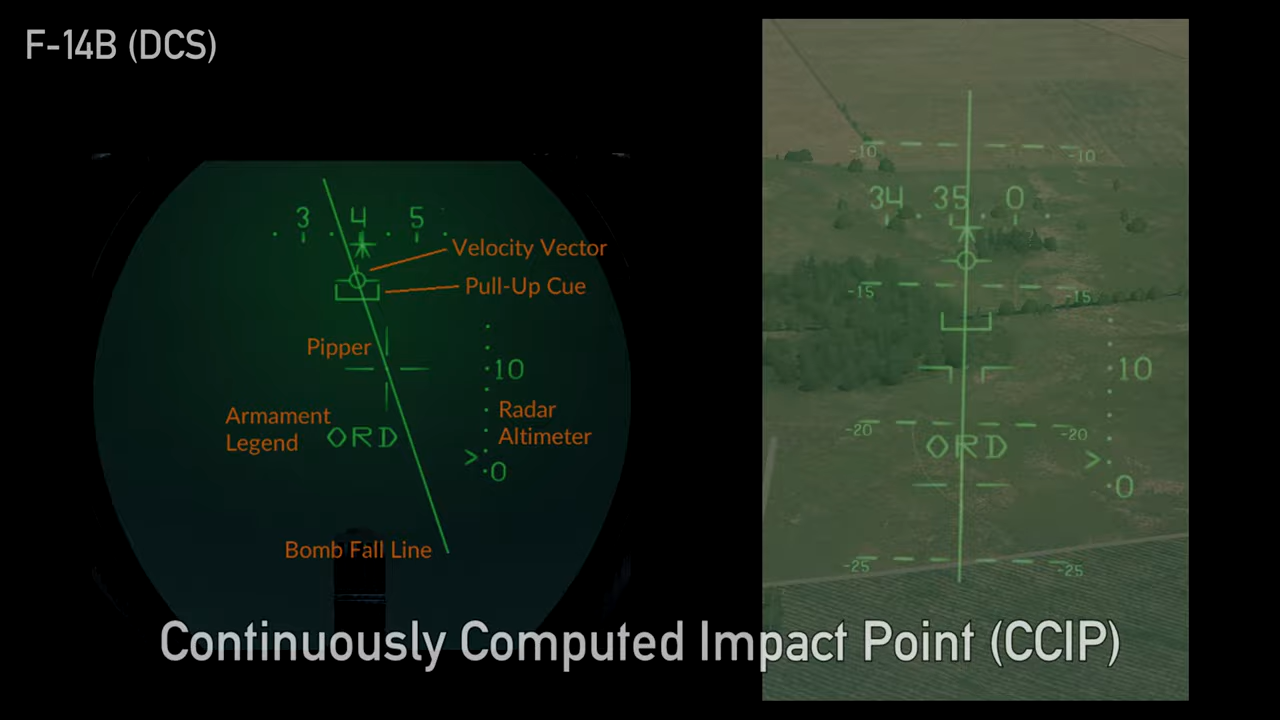 F-14B (DCS)
3 4 5
Velocity Vector
Pull-Up Cue
Pipper
10
Armament
Legend
ORD
Radar
Altimeter
0
Bomb Fall Line
-10 -10
34 35 0
-15 -15
10
-20 -20
ORD
0
-25 -25
Continuously Computed Impact Point (CCIP)